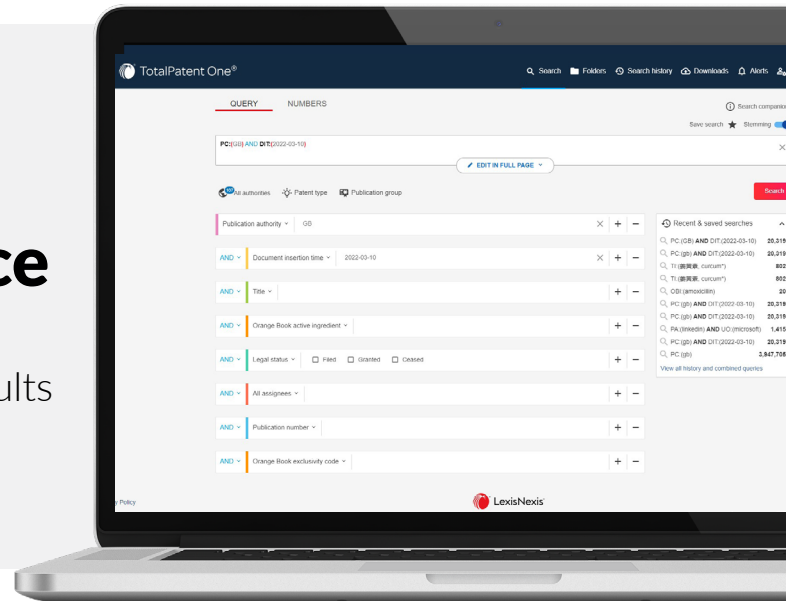 ce
ults
TotalPatent One®
Search Folders Search history Downloads Alerts
QUERY NUMBERS
Search companion
Save search Stemming
PC:(GB) AND DIT:(2022-03-10)
EDIT IN FULL PAGE
All authorities Patent type Publication group
Search
Publication authority GB
AND Document insertion time 2022-03-10
AND Title
AND Orange Book active ingredient
AND Legal status Filed Granted Ceased
AND All assignees
AND Publication number
AND Orange Book exclusivity code
Recent & saved searches
PC:(GB) AND DIT:(2022-03-10) 20,319
PC:(gb) AND DIT:(2022-03-10) 20,319
TI:( curcum*) 802
TI:( curcum*) 802
OBI:(amoxicillin) 20
PC:(gb) AND DIT:(2022-03-10) 20,319
PC:(gb) AND DIT:(2022-03-10) 20,319
PA:(linkedin) AND UO:(microsoft) 1,415
PC:(gb) AND DIT:(2022-03-10) 20,319
PC:(gb) 3,947,706
View all history and combined queries
y Policy
LexisNexis